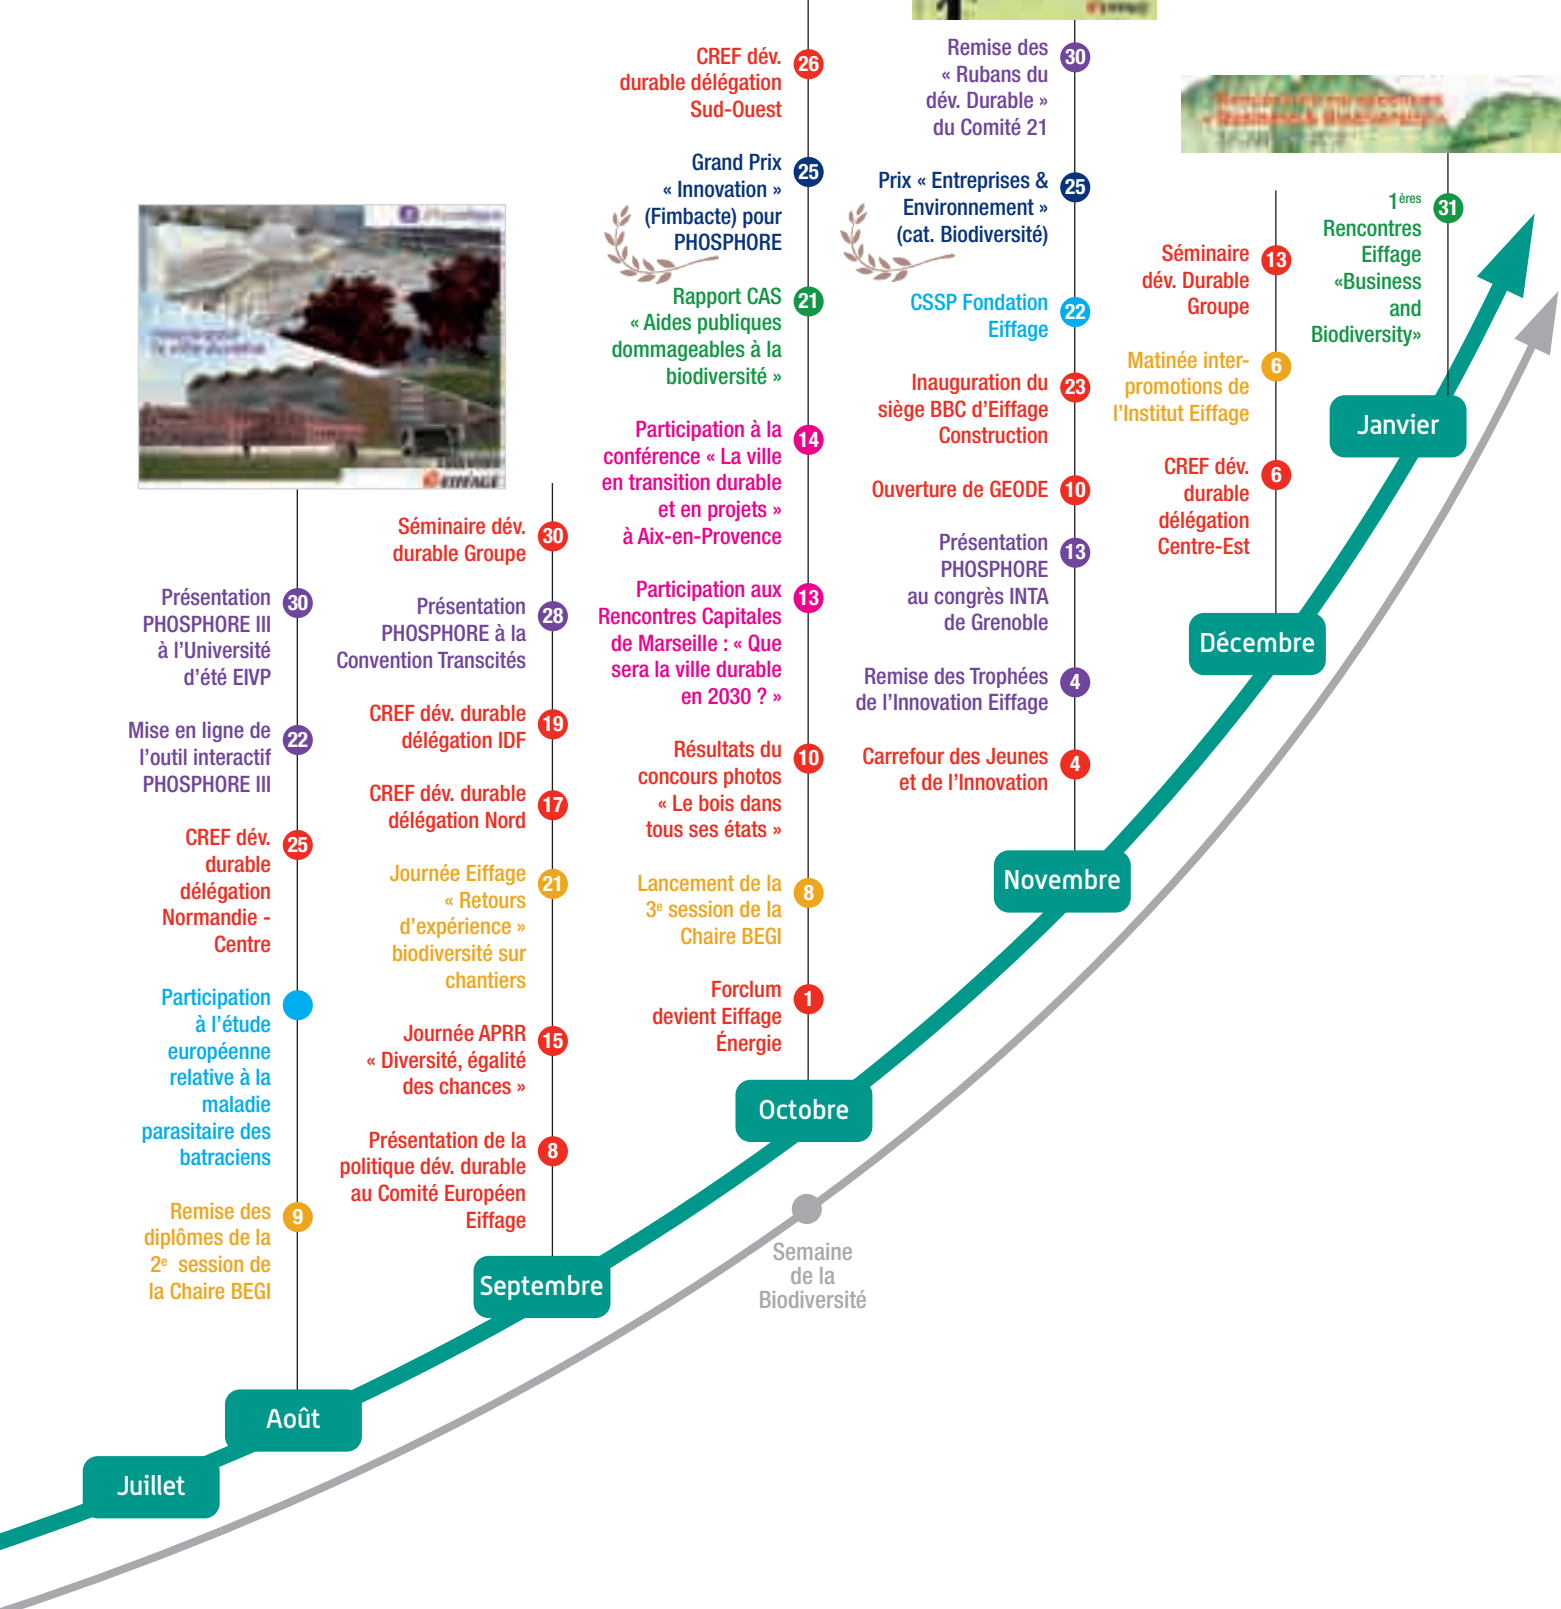 EIFFAGE
Présentation
PHOSPHORE III
à l’Université
d’été EIVP
30
Mise en ligne de
l’outil interactif
PHOSPHORE III
22
CREF dév.
durable
délégation
Normandie -
Centre
25
Participation
à l’étude
européenne
relative à la
maladie
parasitaire des
batraciens
Remise des
diplômes de la
2e session de
la Chaire BEGI
9
Août
Juillet
Séminaire dév.
durable Groupe
30
Présentation
PHOSPHORE à la
Convention Transcités
28
CREF dév. durable
délégation IDF
19
CREF dév. durable
délégation Nord
17
Journée Eiffage
« Retours
d’expérience »
biodiversité sur
chantiers
21
Journée APRR
« Diversité, égalité
des chances »
15
Présentation de la
politique dév. durable
au Comité Européen
Eiffage
8
Septembre
CREF dév.
durable délégation
Sud-Ouest
26
Grand Prix
« Innovation »
(Fimbacte) pour
PHOSPHORE
25
Rapport CAS
« Aides publiques
dommageables à la
biodiversité »
21
Participation à la
conférence « La ville
en transition durable
et en projets »
à Aix-en-Provence
14
Participation aux
Rencontres Capitales
de Marseille : « Que
sera la ville durable
en 2030 ? »
13
Résultats du
concours photos
« Le bois dans
tous ses états »
10
Lancement de la
3e session de la
Chaire BEGI
8
Forclum
devient Eiffage
Énergie
1
Octobre
Semaine
de la
Biodiversité
Remise des
« Rubans du
dév. Durable »
du Comité 21
30
Prix « Entreprises &
Environnement »
(cat. Biodiversité)
25
CSSP Fondation
Eiffage
22
Inauguration du
siège BBC d’Eiffage
Construction
23
Ouverture de GEODE
10
Présentation
PHOSPHORE
au congrès INTA
de Grenoble
13
Remise des Trophées
de l’Innovation Eiffage
4
Carrefour des Jeunes
et de l’Innovation
4
Novembre
Séminaire
dév. Durable
Groupe
13
Matinée inter-
promotions de
l’Institut Eiffage
6
CREF dév.
durable
délégation
Centre-Est
6
Décembre
1ères
Rencontres
Eiffage
«Business
and
Biodiversity»
31
Janvier